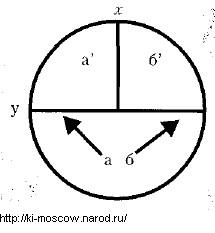 x
а' б'
y
а б
http://ki-moscow.narod.ru/